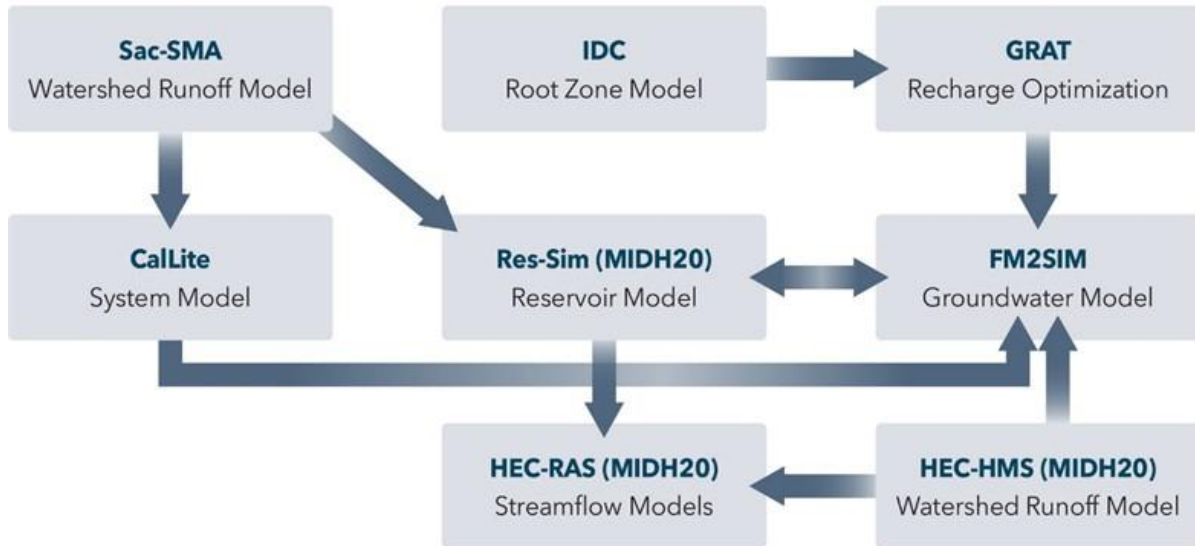 Sac-SMA
Watershed Runoff Model
IDC
Root Zone Model
GRAT
Recharge Optimization
CalLite
System Model
Res-Sim (MIDH20)
Reservoir Model
FM2SIM
Groundwater Model
HEC-RAS (MIDH20)
Streamflow Models
HEC-HMS (MIDH20)
Watershed Runoff Model